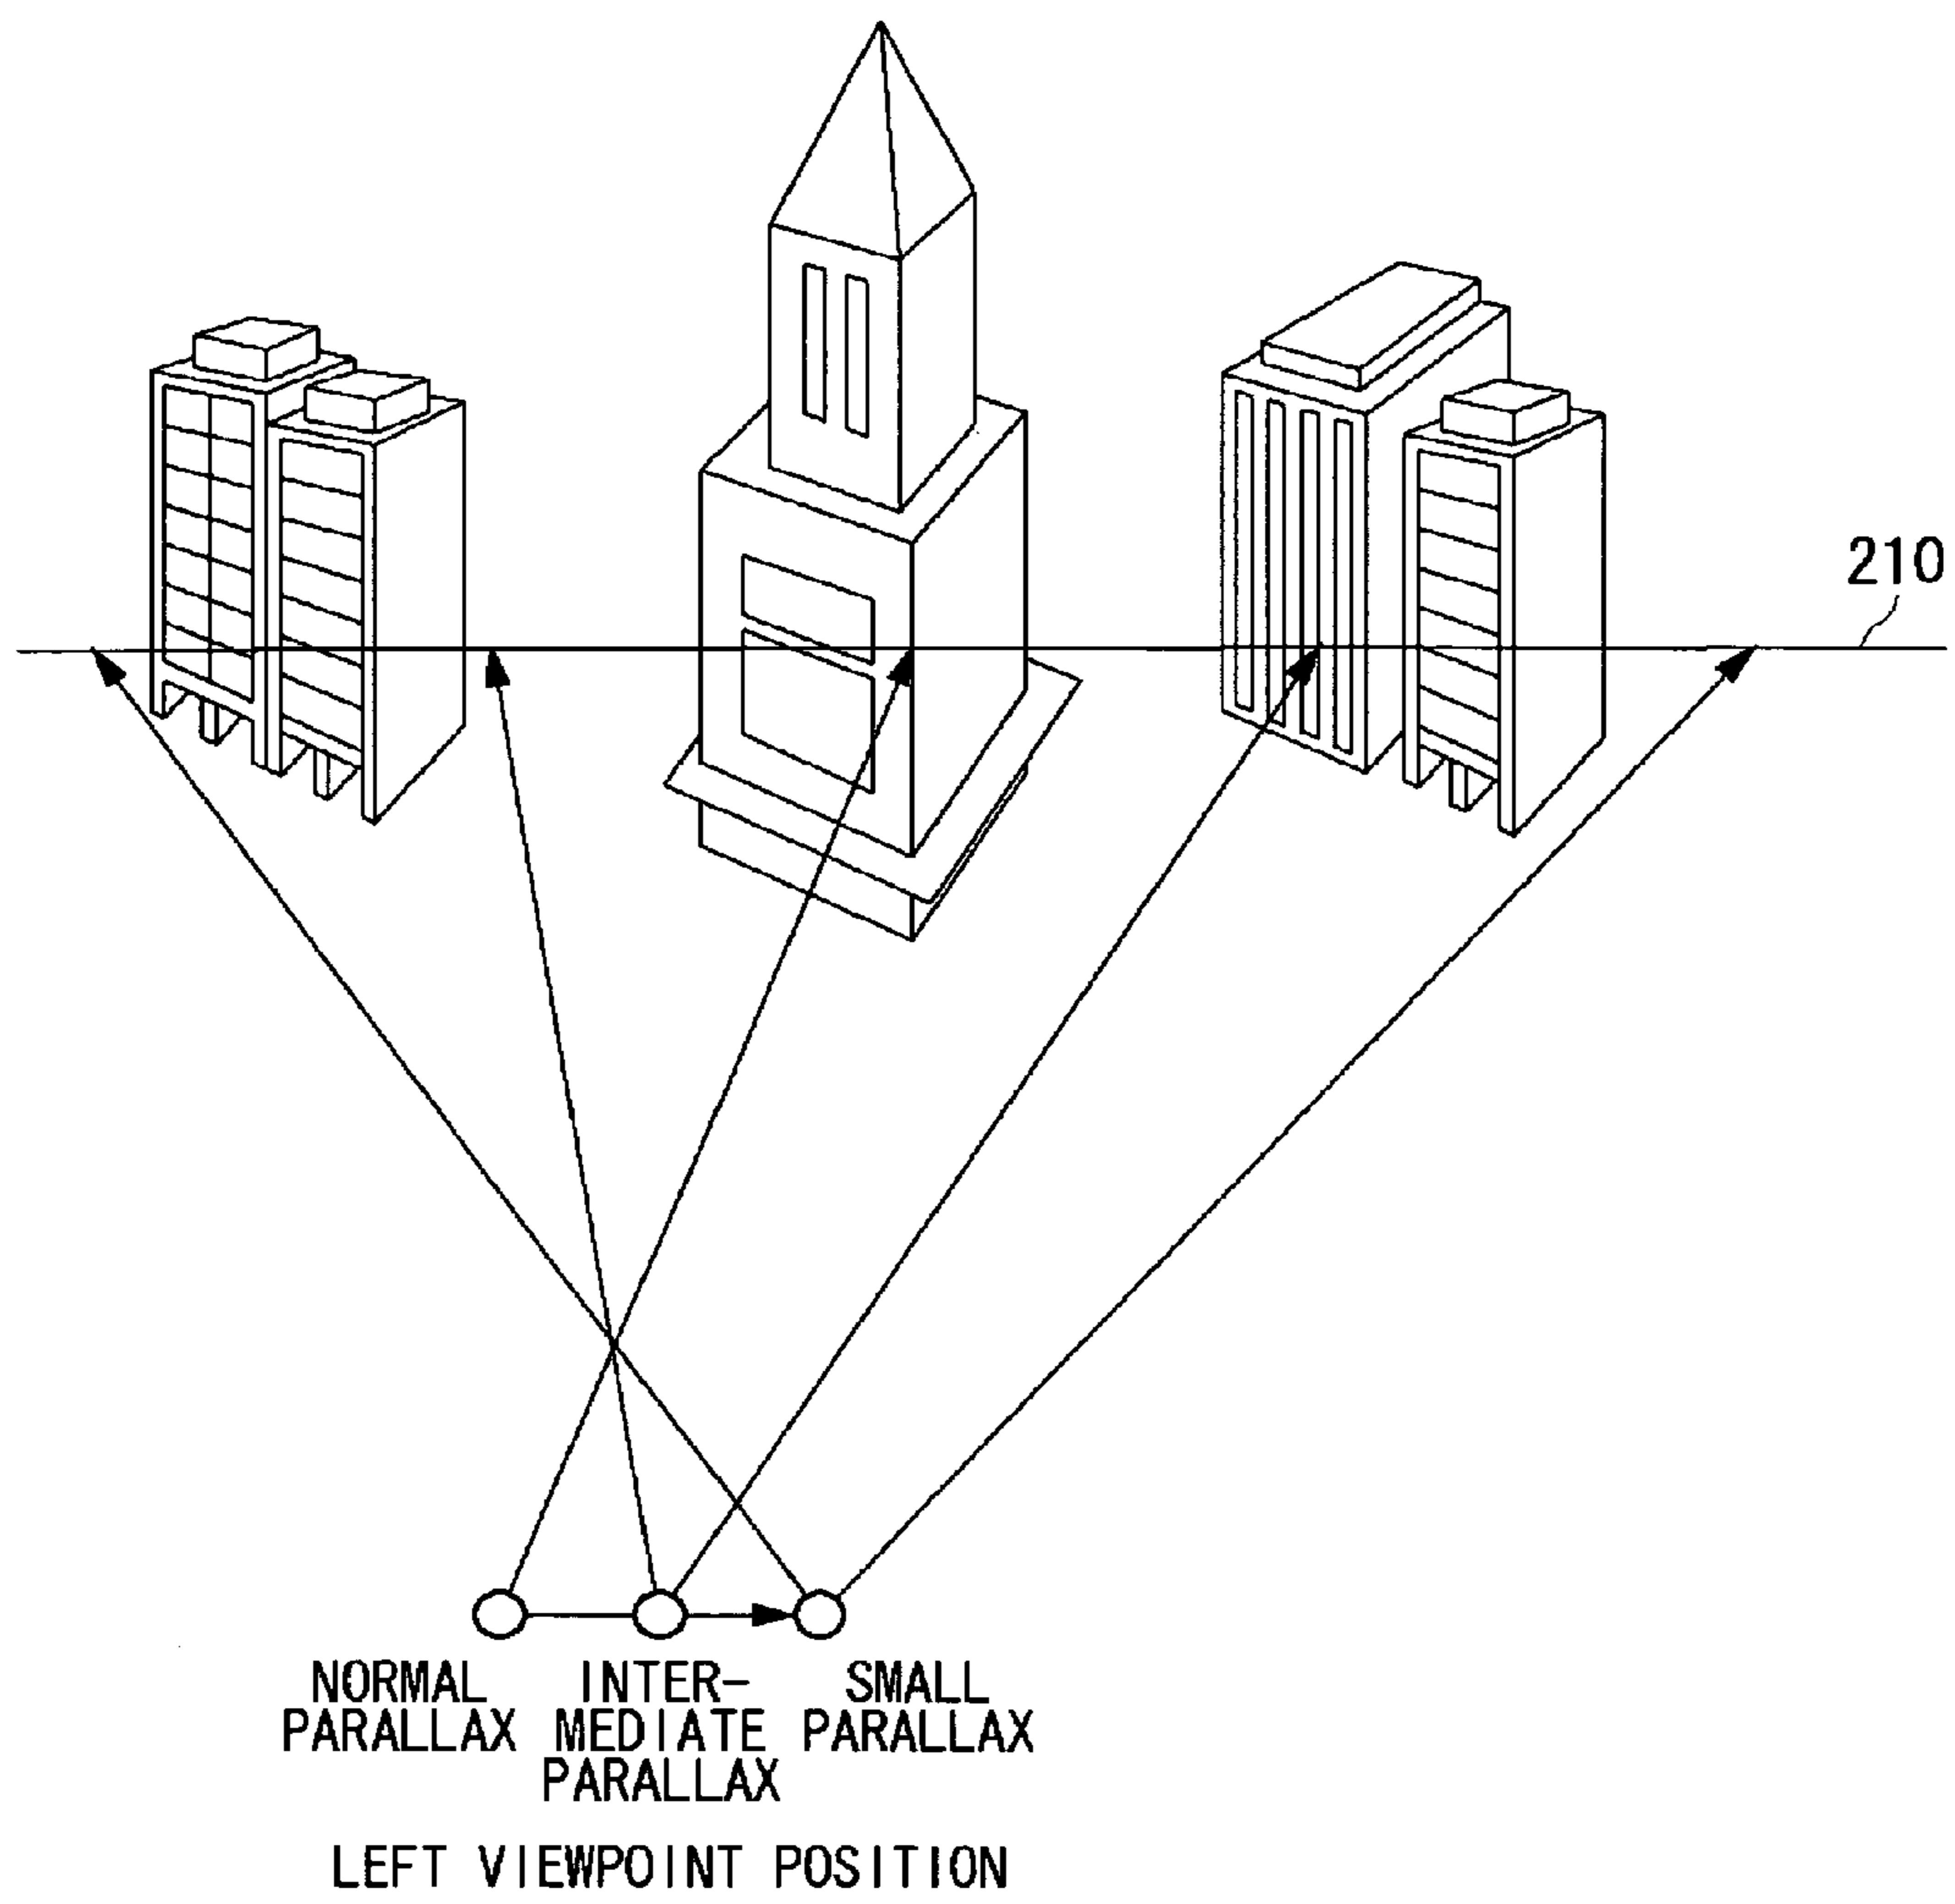 210
NORMAL INTER- SMALL
PARALLAX MEDIATE PARALLAX
PARALLAX
LEFT VIEWPOINT POSITION